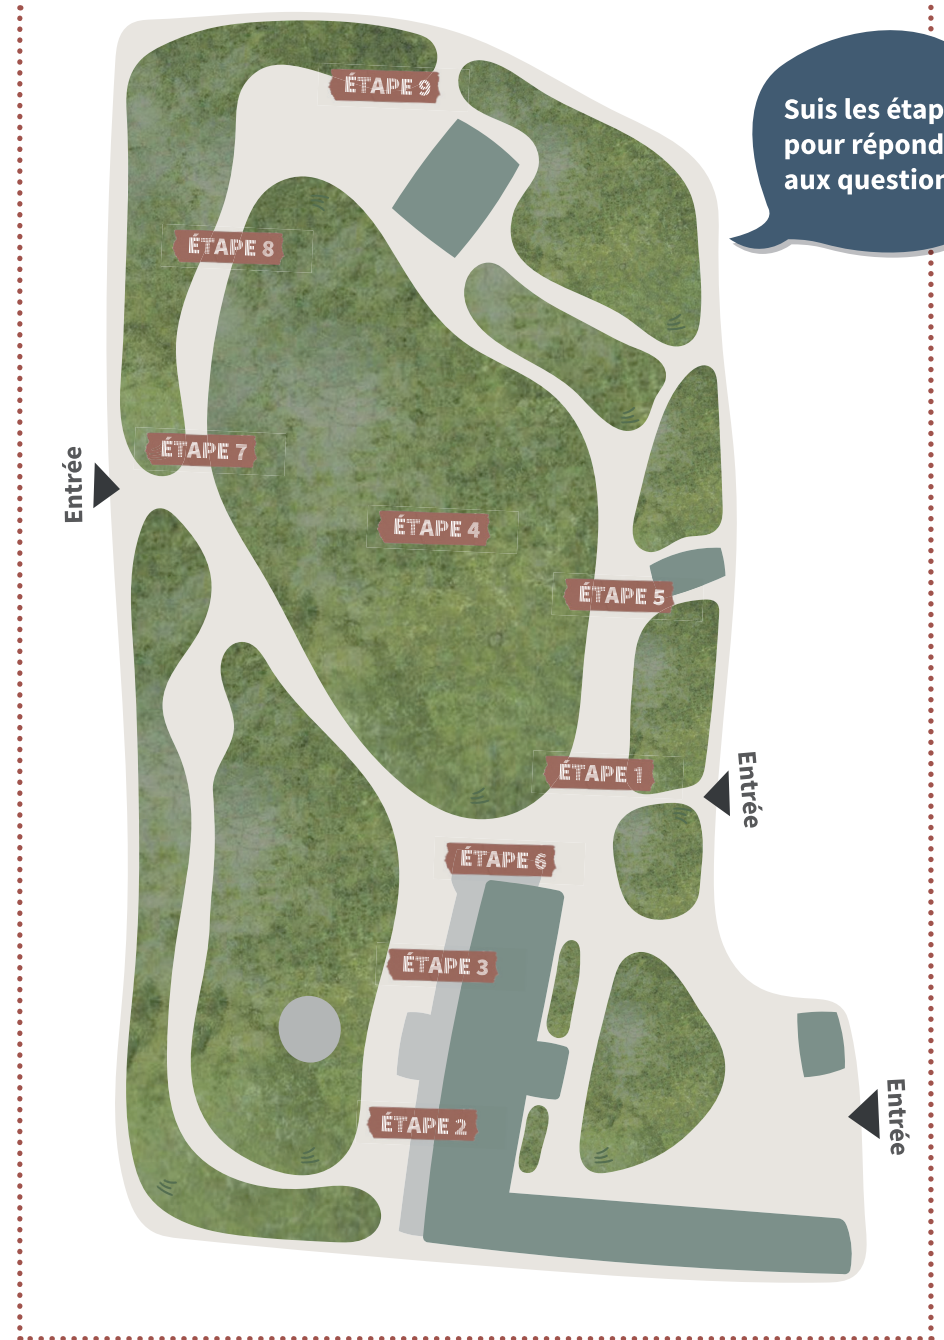 ÉTAPE 9
Suis les étap
pour répond
aux question
ÉTAPE 8
ÉTAPE 7
Entrée
ÉTAPE 4
ÉTAPE 5
ÉTAPE 1
Entrée
ÉTAPE 6
ÉTAPE 3
ÉTAPE 2
Entrée